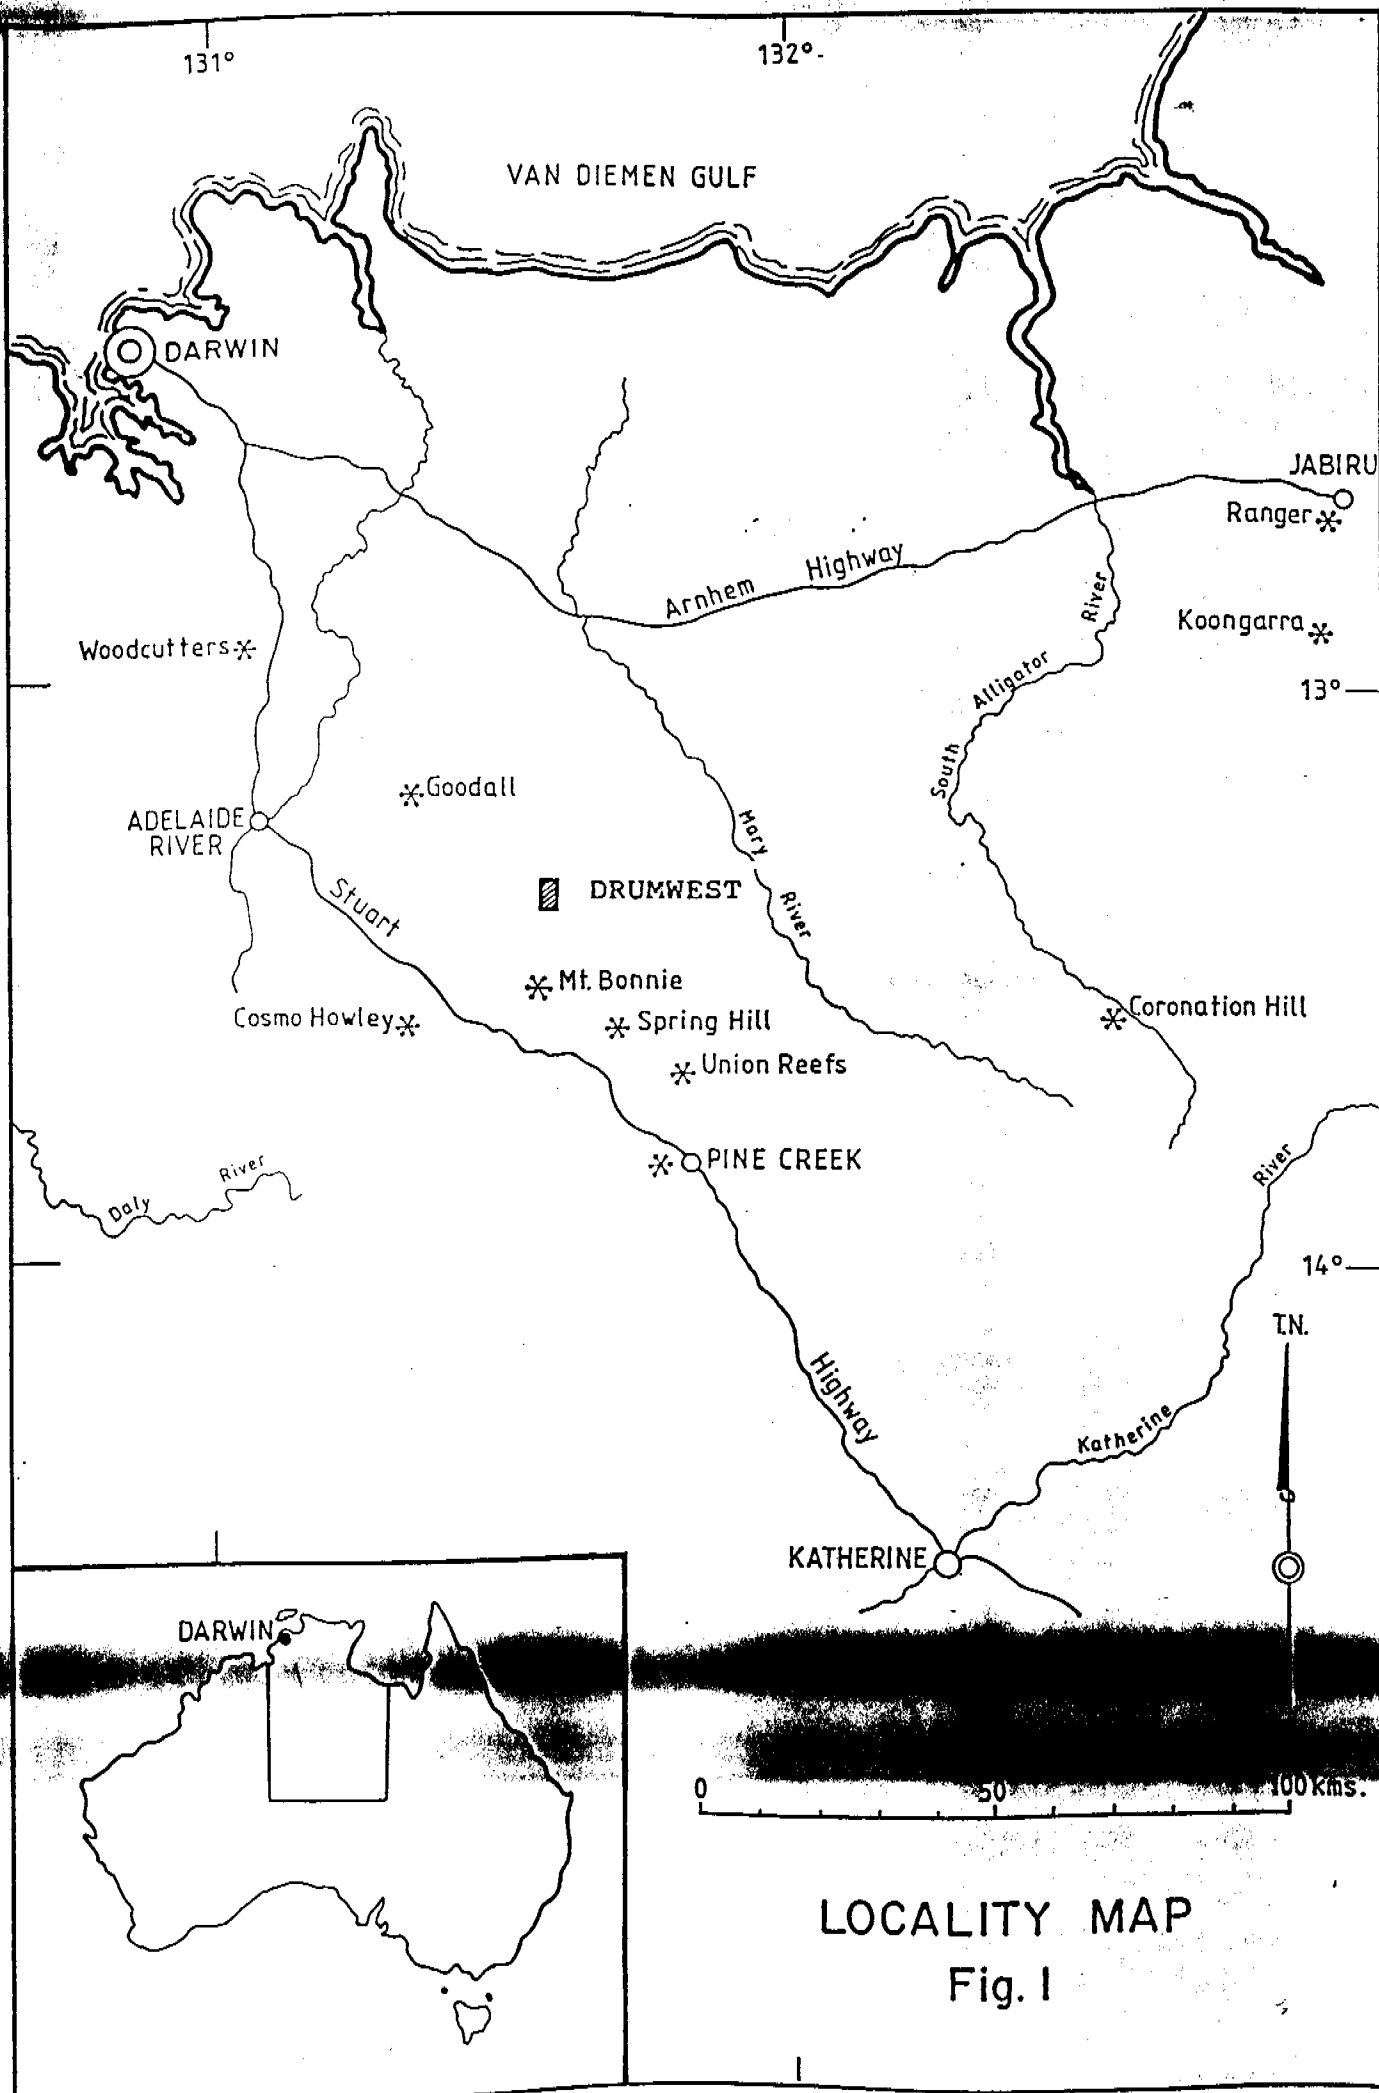 131°
132°
VAN DIEMEN GULF
DARWIN
JABIRU
Ranger
Arnhem Highway
River
Koongarra
Woodcutters
Alligator
13°
South
Goodall
ADELAIDE
RIVER
Mary
Stuart
DRUMWEST
River
Mt. Bonnie
Cosmo Howley
Spring Hill
Coronation Hill
Union Reefs
PINE CREEK
River
Daly
River
14°
T.N.
Highway
Katherine
KATHERINE
DARWIN
0
50
100 kms.
LOCALITY MAP
Fig. 1